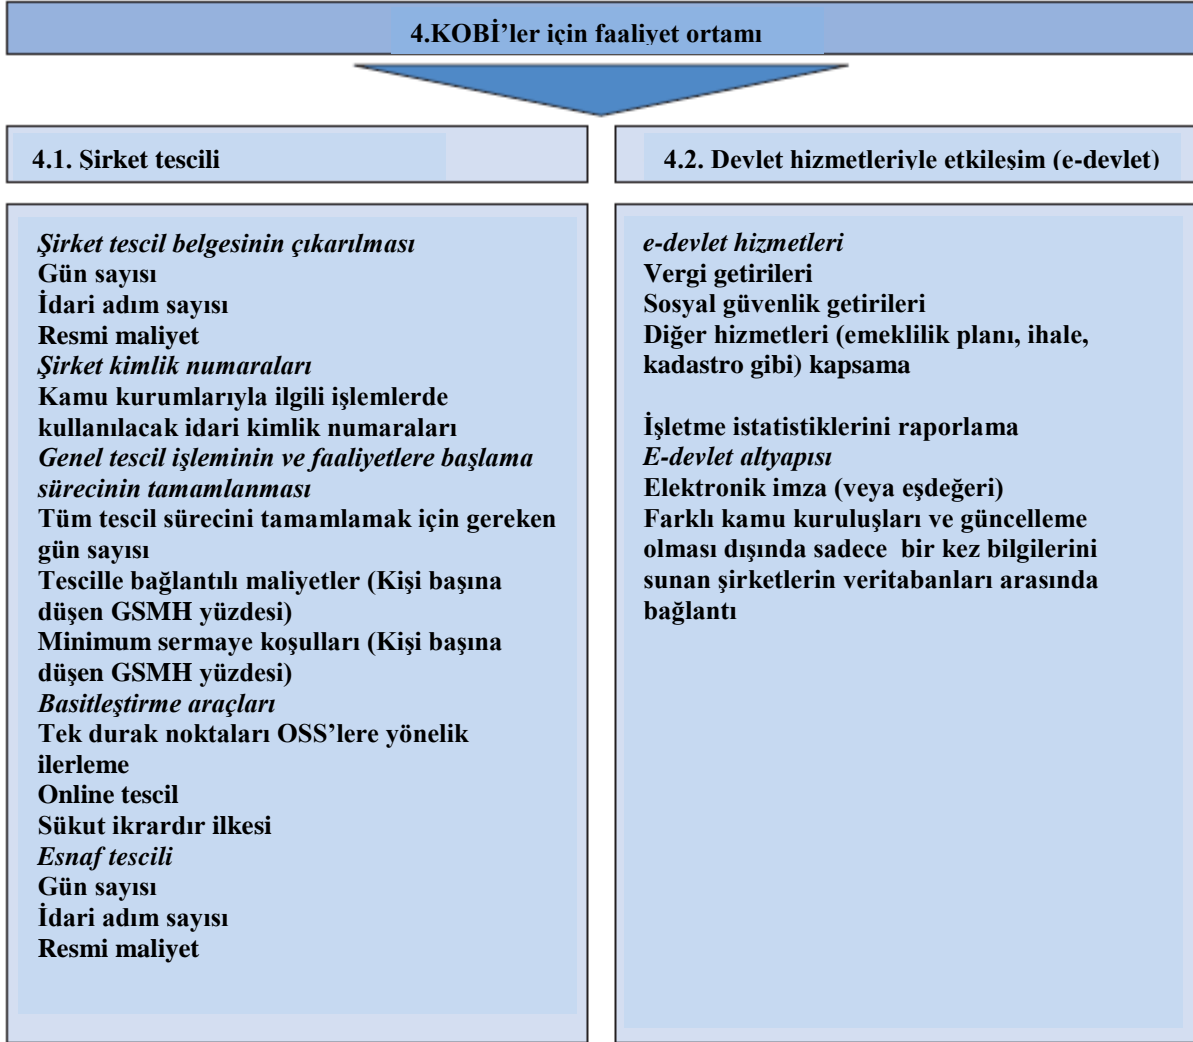 4.KOBİ’ler için faaliyet ortamı
4.1. Şirket tescili
Şirket tescil belgesinin çıkarılması
Gün sayısı
İdari adım sayısı
Resmi maliyet
Şirket kimlik numaraları
Kamu kurumlarıyla ilgili işlemlerde
kullanılacak idari kimlik numaraları
Genel tescil işleminin ve faaliyetlere başlama
sürecinin tamamlanması
Tüm tescil sürecini tamamlamak için gereken
gün sayısı
Tescille bağlantılı maliyetler (Kişi başına
düşen GSMH yüzdesi)
Minimum sermaye koşulları (Kişi başına
düşen GSMH yüzdesi)
Basitleştirme araçları
Tek durak noktaları OSS’lere yönelik
ilerleme
Online tescil
Sükut ikrardır ilkesi
Esnaf tescili
Gün sayısı
İdari adım sayısı
Resmi maliyet
4.2. Devlet hizmetleriyle etkileşim (e-devlet)
e-devlet hizmetleri
Vergi getirileri
Sosyal güvenlik getirileri
Diğer hizmetleri (emeklilik planı, ihale,
kadastro gibi) kapsama
İşletme istatistiklerini raporlama
E-devlet altyapısı
Elektronik imza (veya eşdeğeri)
Farklı kamu kuruluşları ve güncelleme
olması dışında sadece  bir kez bilgilerini
sunan şirketlerin veritabanları arasında
bağlantı